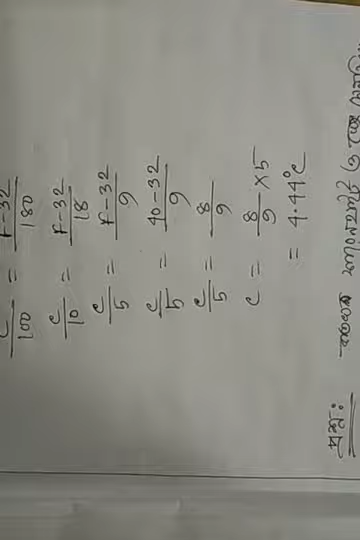 C/100 = F-32/180
C/10 = F-32/18
C/5 = F-32/9
C/5 = 40-32/9
C/5 = 8/9
C = 8/9 × 5
= 4.44°C
প্রশ্ন: